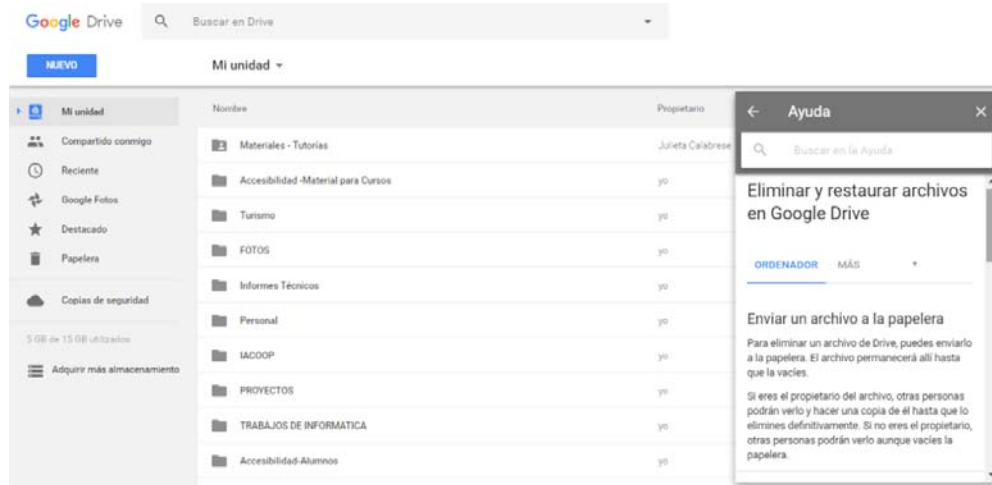 Google Drive
Buscar en Drive
NUEVO
Mi unidad
Mi unidad
Compartido conmigo
Reciente
Google Fotos
Destacado
Papelera
Copias de seguridad
5 GB de 15 GB utilizados
Adquirir más almacenamiento
Nombre
Propietario
Materiales - Tutorías
Julieta Calabrese
Accesibilidad -Material para Cursos
yo
Turismo
yo
FOTOS
yo
Informes Técnicos
yo
Personal
yo
IACOOP
yo
PROYECTOS
yo
TRABAJOS DE INFORMATICA
yo
Accesibilidad-Alumnos
yo
Ayuda
Buscar en la Ayuda
Eliminar y restaurar archivos
en Google Drive
ORDENADOR MÁS
Enviar un archivo a la papelera
Para eliminar un archivo de Drive, puedes enviarlo
a la papelera. El archivo permanecerá allí hasta
que la vacíes.
Si eres el propietario del archivo, otras personas
podrán verlo y hacer una copia de él hasta que lo
elimines definitivamente. Si no eres el propietario,
otras personas podrán verlo aunque vacíes la
papelera.